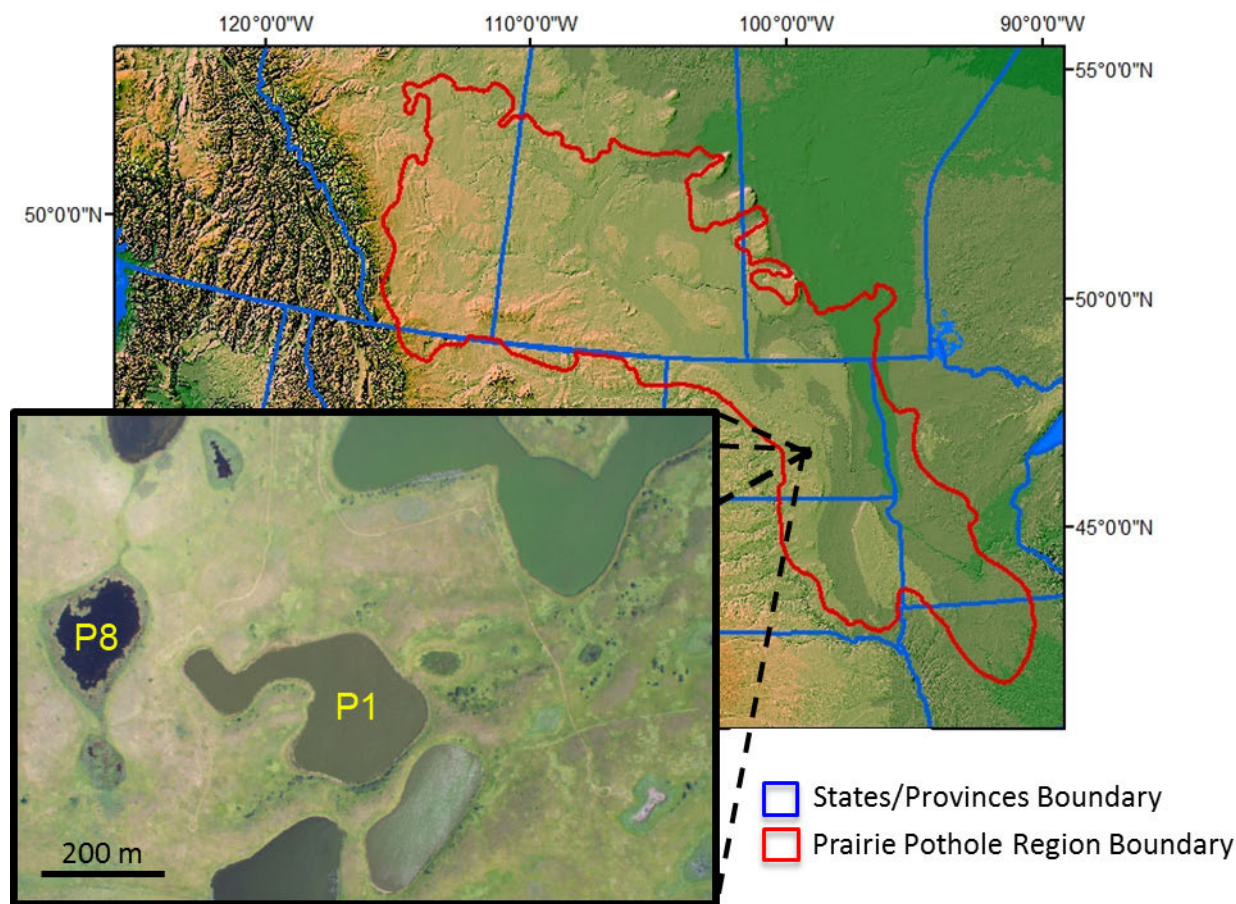 120°0'0"W
110°0'0"W
100°0'0"W
90°0'0"W
55°0'0"N
50°0'0"N
50°0'0"N
45°0'0"N
P8
P1
200 m
States/Provinces Boundary
Prairie Pothole Region Boundary